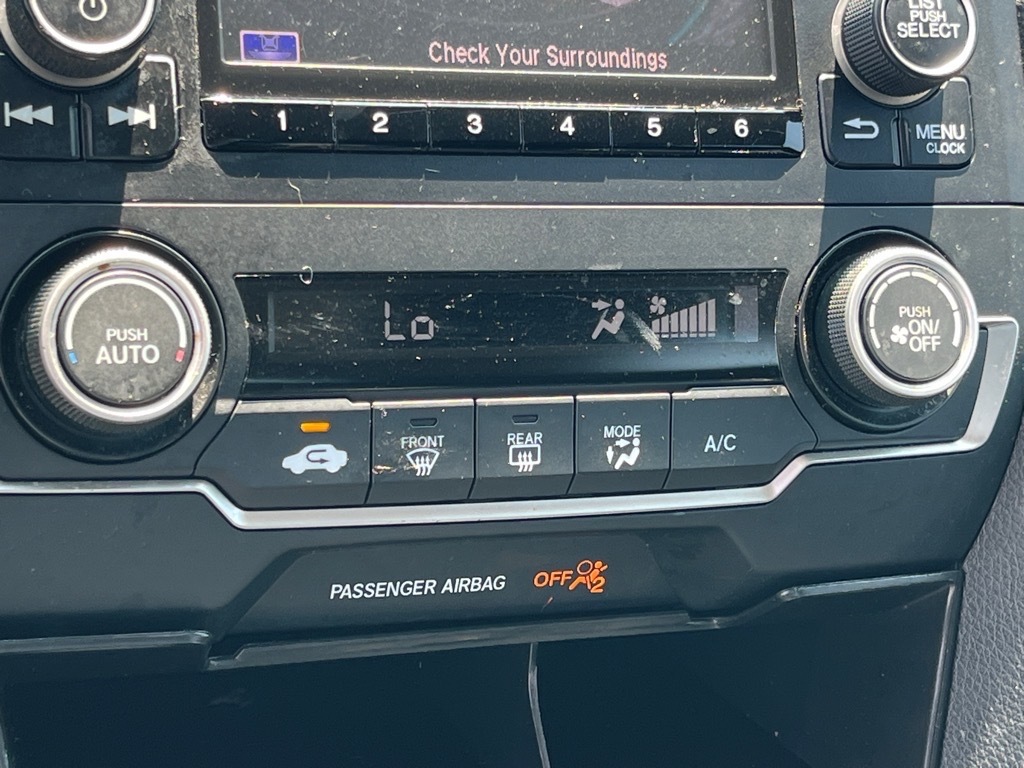 LIST
PUSH
SELECT
Check Your Surroundings
1 2 3 4 5 6
MENU
CLOCK
PUSH
AUTO
Lo
PUSH
ON/
OFF
FRONT
REAR
MODE
A/C
PASSENGER AIRBAG OFF 2